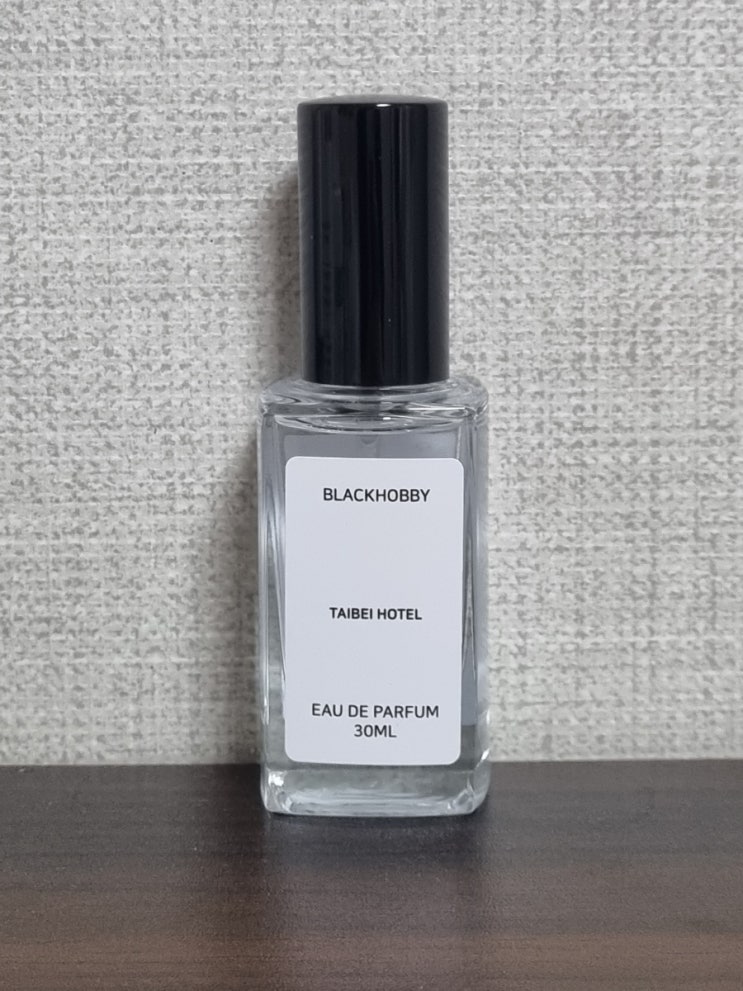 BLACKHOBBY
TAIBEI HOTEL
EAU DE PARFUM
30ML